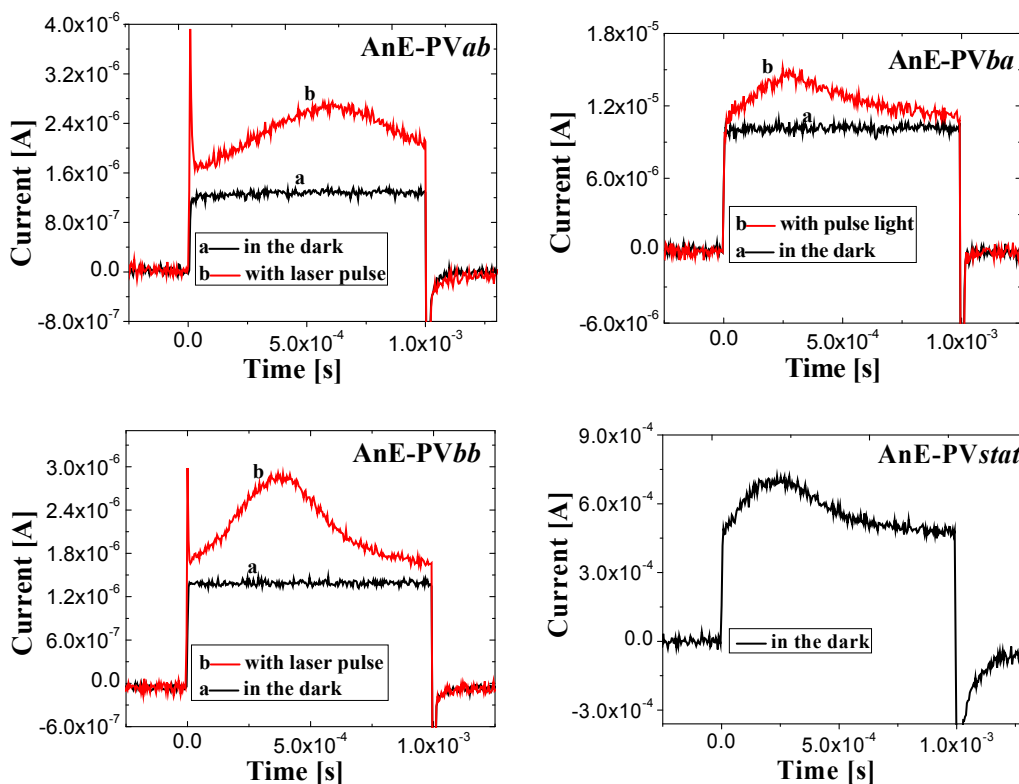 AnE-PVab
4.0x10⁻⁶
3.2x10⁻⁶
2.4x10⁻⁶
1.6x10⁻⁶
8.0x10⁻⁷
0.0
-8.0x10⁻⁷
Current [A]
b
a
a in the dark
b with laser pulse
0.0
5.0x10⁻⁴
1.0x10⁻³
Time [s]
AnE-PVba
1.8x10⁻⁵
1.2x10⁻⁵
6.0x10⁻⁶
0.0
-6.0x10⁻⁶
Current [A]
b
a
b with pulse light
a in the dark
0.0
5.0x10⁻⁴
1.0x10⁻³
Time [s]
AnE-PVbb
3.0x10⁻⁶
2.4x10⁻⁶
1.8x10⁻⁶
1.2x10⁻⁶
6.0x10⁻⁷
0.0
-6.0x10⁻⁷
Current [A]
b
a
b with laser pulse
a in the dark
0.0
5.0x10⁻⁴
1.0x10⁻³
Time [s]
AnE-PVstat
9.0x10⁻⁴
6.0x10⁻⁴
3.0x10⁻⁴
0.0
-3.0x10⁻⁴
Current [A]
in the dark
0.0
5.0x10⁻⁴
1.0x10⁻³
Time [s]